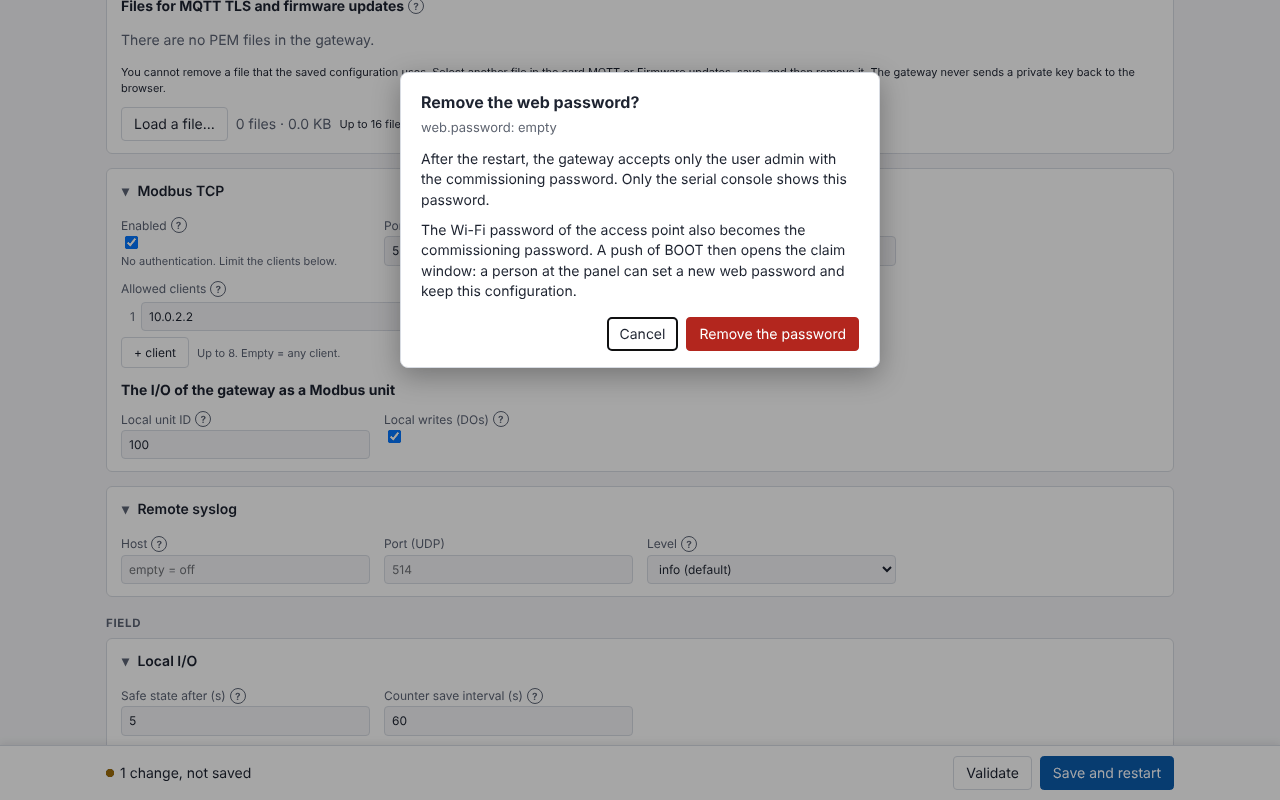 Files for MQTT TLS and firmware updates ?
There are no PEM files in the gateway.
You cannot remove a file that the saved configuration uses. Select another file in the card MQTT or Firmware updates, save, and then remove it. The gateway never sends a private key back to the
browser.
Load a file... 0 files · 0.0 KB Up to 16 file
Remove the web password?
web.password: empty
After the restart, the gateway accepts only the user admin with
the commissioning password. Only the serial console shows this
password.
The Wi-Fi password of the access point also becomes the
commissioning password. A push of BOOT then opens the claim
window: a person at the panel can set a new web password and
keep this configuration.
Cancel Remove the password
▼ Modbus TCP
Enabled ?
No authentication. Limit the clients below.
Allowed clients ?
1 10.0.2.2
+ client Up to 8. Empty = any client.
The I/O of the gateway as a Modbus unit
Local unit ID ? Local writes (DOs) ?
100
▼ Remote syslog
Host ? Port (UDP) Level ?
empty = off 514 info (default)
FIELD
▼ Local I/O
Safe state after (s) ? Counter save interval (s) ?
5 60
1 change, not saved Validate Save and restart